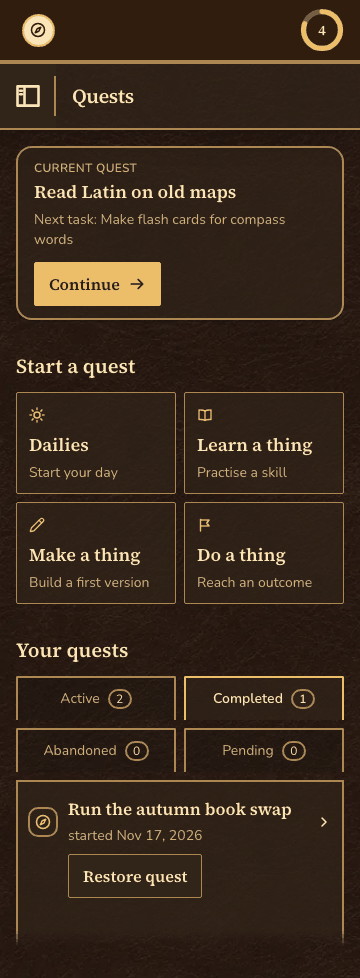 4
Quests
CURRENT QUEST
Read Latin on old maps
Next task: Make flash cards for compass
words
Continue
Start a quest
Dailies
Start your day
Learn a thing
Practise a skill
Make a thing
Build a first version
Do a thing
Reach an outcome
Your quests
Active 2
Completed 1
Abandoned 0
Pending 0
Run the autumn book swap
started Nov 17, 2026
Restore quest